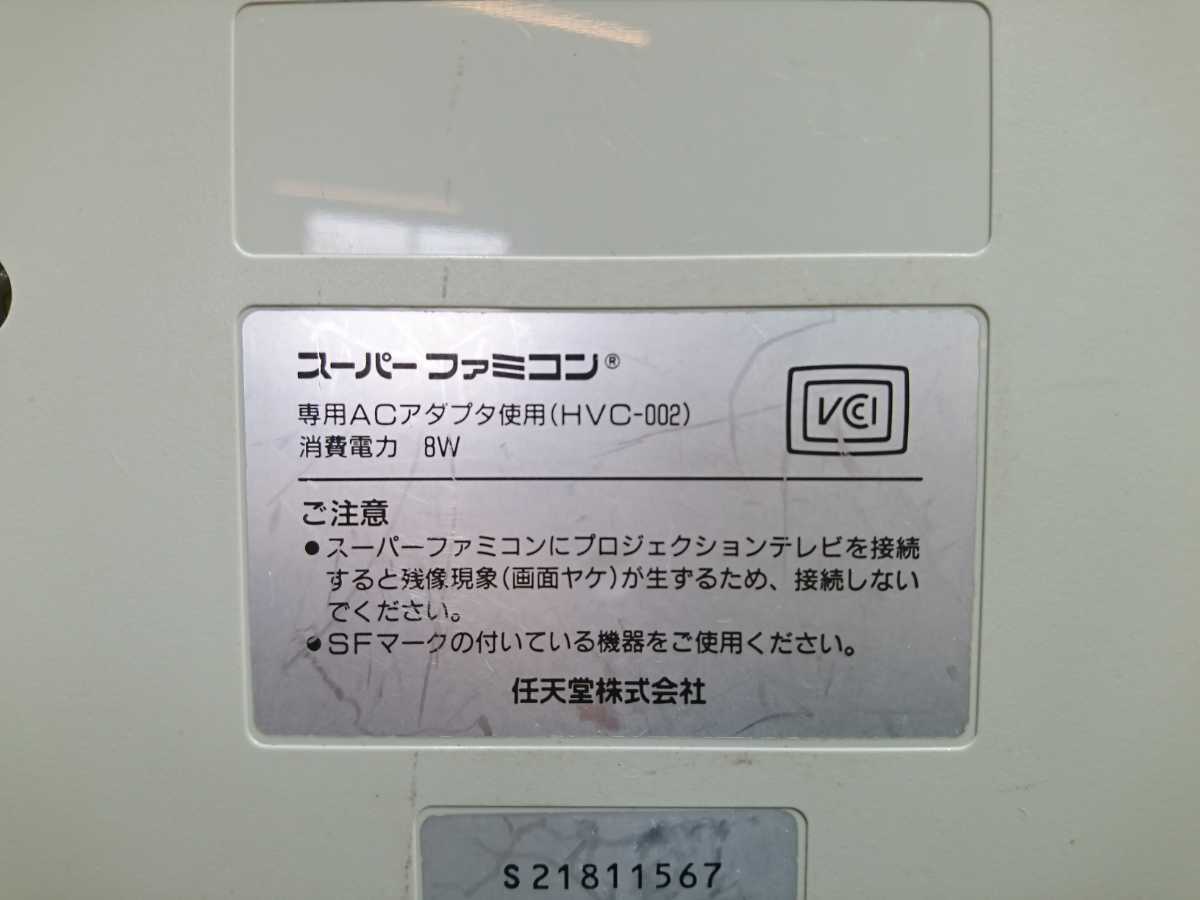 スーパーファミコン®
専用ACアダプタ使用(HVC-002)
消費電力 8W
VCCI
ご注意
●スーパーファミコンにプロジェクションテレビを接続
すると残像現象(画面ヤケ)が生ずるため、接続しない
でください。
●SFマークの付いている機器をご使用ください。
任天堂株式会社
S21811567